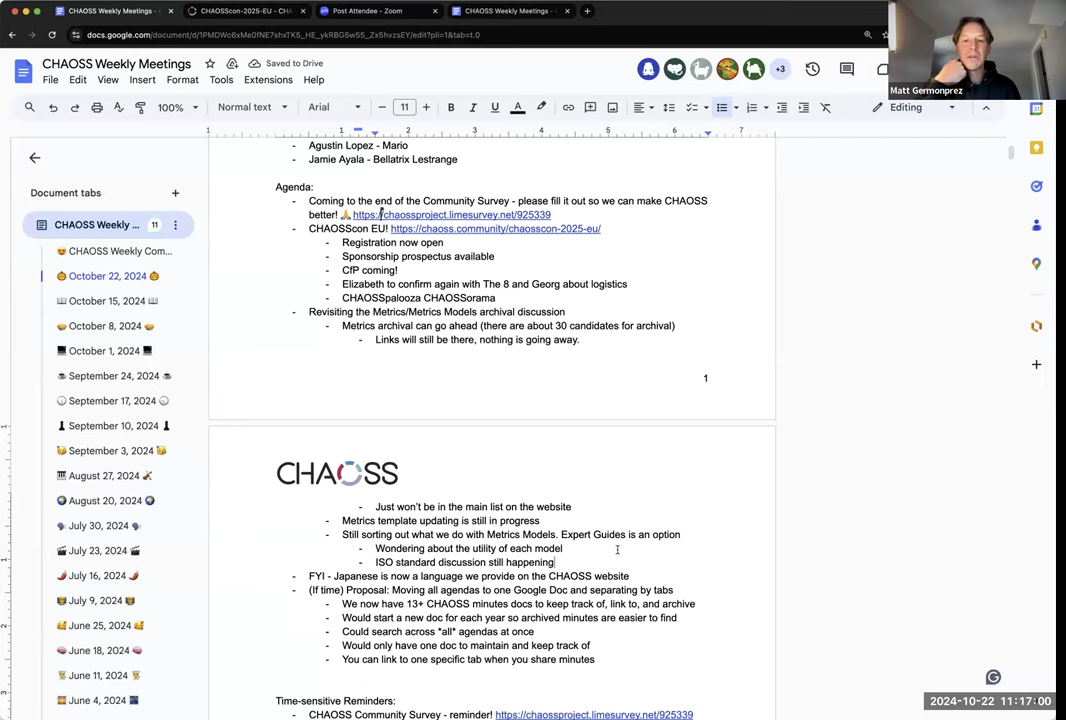 CHAOSS Weekly Meetings -
CHAOSScon-2025-EU - CHA
Post Attendee - Zoom
CHAOSS Weekly Meetings -
docs.google.com/document/d/1PMDWc6xMe0fNE7shxTK5_HE_ykRBG5w55_Zx5hvzsEY/edit?pli=1&tab=t.0
CHAOSS Weekly Meetings
Saved to Drive
File Edit View Insert Format Tools Extensions Help
+3
Matt Germonprez
100%
Normal text
Arial
11
B I U A
Editing
1 1 2 3 4 5 6 7
Document tabs
CHAOSS Weekly ... 11
CHAOSS Weekly Com...
October 22, 2024
October 15, 2024
October 8, 2024
October 1, 2024
September 24, 2024
September 17, 2024
September 10, 2024
September 3, 2024
August 27, 2024
August 20, 2024
July 30, 2024
July 23, 2024
July 16, 2024
July 9, 2024
June 25, 2024
June 18, 2024
June 11, 2024
June 4, 2024
- Agustin Lopez - Mario
- Jamie Ayala - Bellatrix Lestrange
Agenda:
- Coming to the end of the Community Survey - please fill it out so we can make CHAOSS
better! 🙏 https://chaossproject.limesurvey.net/925339
- CHAOSScon EU! https://chaoss.community/chaosscon-2025-eu/
- Registration now open
- Sponsorship prospectus available
- CfP coming!
- Elizabeth to confirm again with The 8 and Georg about logistics
- CHAOSSpalooza CHAOSSorama
- Revisiting the Metrics/Metrics Models archival discussion
- Metrics archival can go ahead (there are about 30 candidates for archival)
- Links will still be there, nothing is going away.
1
CHAOSS
- Just won't be in the main list on the website
- Metrics template updating is still in progress
- Still sorting out what we do with Metrics Models. Expert Guides is an option
- Wondering about the utility of each model
- ISO standard discussion still happening
- FYI - Japanese is now a language we provide on the CHAOSS website
- (If time) Proposal: Moving all agendas to one Google Doc and separating by tabs
- We now have 13+ CHAOSS minutes docs to keep track of, link to, and archive
- Would start a new doc for each year so archived minutes are easier to find
- Could search across *all* agendas at once
- Would only have one doc to maintain and keep track of
- You can link to one specific tab when you share minutes
Time-sensitive Reminders:
- CHAOSS Community Survey - reminder! https://chaossproject.limesurvey.net/925339
2024-10-22 11:17:00